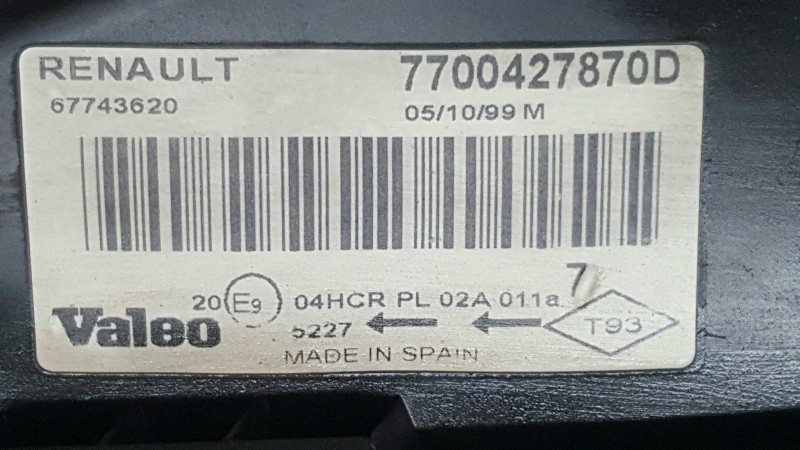 RENAULT 7700427870D
67743620 05/10/99 M
7
20 E9 04HCR PL 02A 011a
Valeo 5227 T93
MADE IN SPAIN